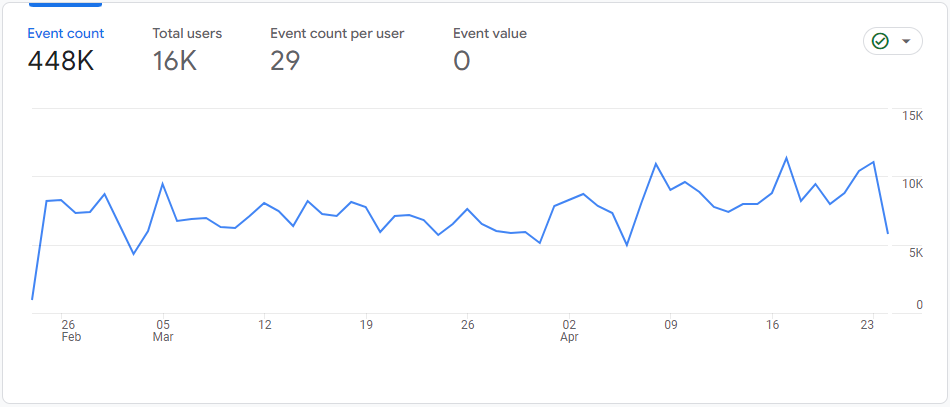 Event count Total users Event count per user Event value
448K 16K 29 0
15K
10K
5K
0
26 05 12 19 26 02 09 16 23
Feb Mar Apr